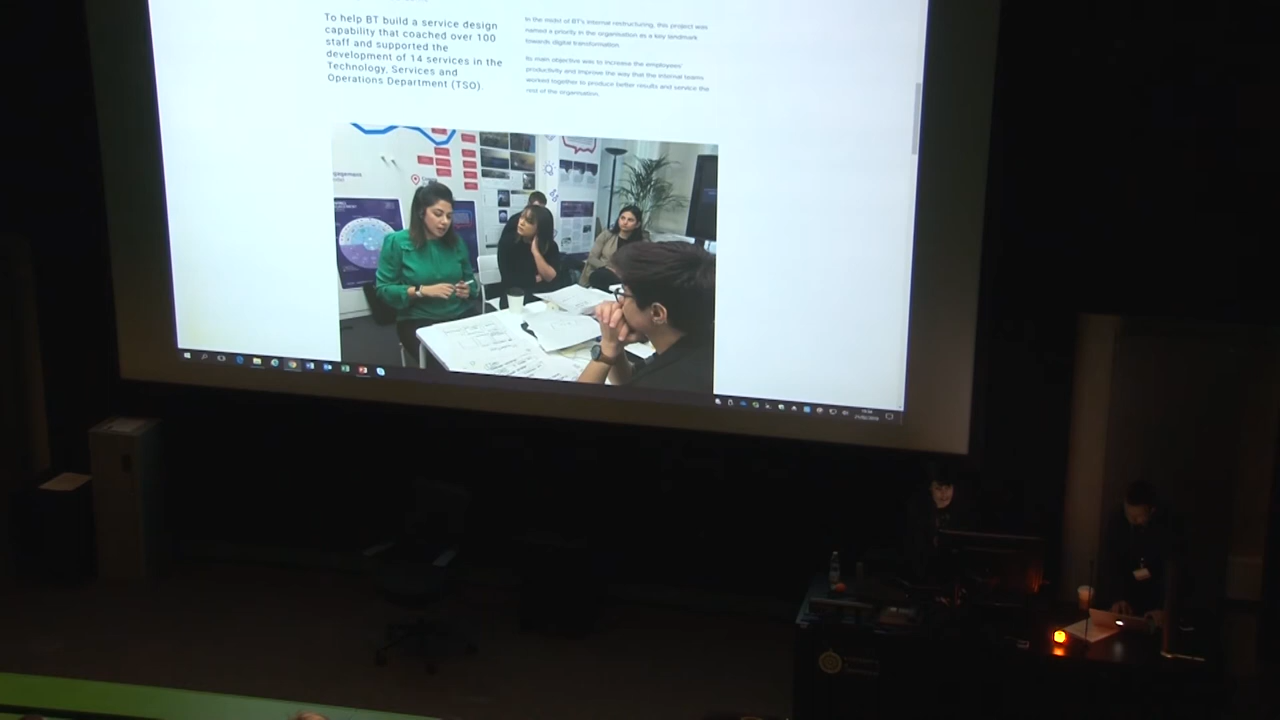 To help BT build a service design
capability that coached over 100
staff and supported the
development of 14 services in the
Technology, Services and
Operations Department (TSO).
In the midst of BT's internal restructuring, this project was
named a priority in the organisation as a key landmark
towards digital transformation.
Its main objective was to increase the employees'
productivity and improve the way that the internal teams
worked together to produce better results and service the
rest of the organisation.